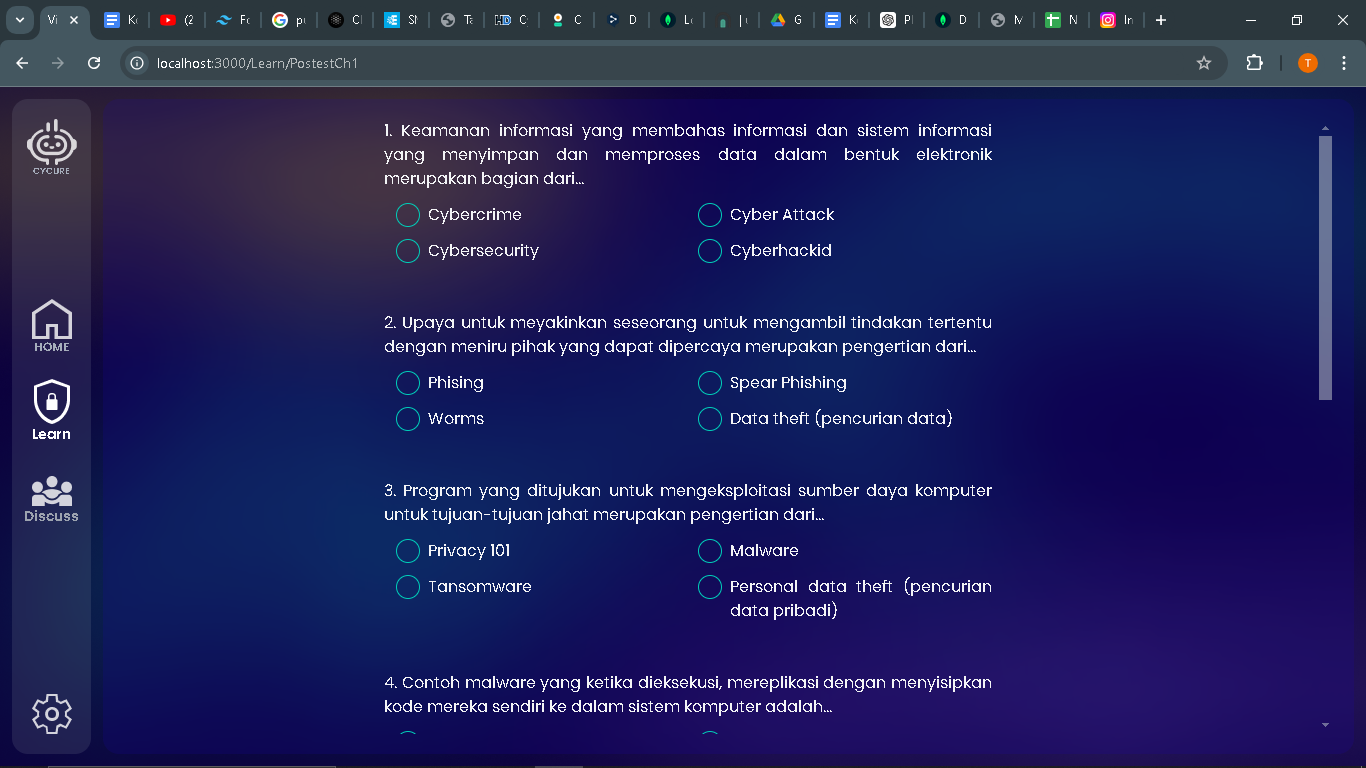 Vi
(2
localhost:3000/Learn/PostestCh1
T
CYCURE
HOME
Learn
Discuss
1. Keamanan informasi yang membahas informasi dan sistem informasi
yang menyimpan dan memproses data dalam bentuk elektronik
merupakan bagian dari...
Cybercrime
Cyber Attack
Cybersecurity
Cyberhackid
2. Upaya untuk meyakinkan seseorang untuk mengambil tindakan tertentu
dengan meniru pihak yang dapat dipercaya merupakan pengertian dari...
Phising
Spear Phishing
Worms
Data theft (pencurian data)
3. Program yang ditujukan untuk mengeksploitasi sumber daya komputer
untuk tujuan-tujuan jahat merupakan pengertian dari...
Privacy 101
Malware
Tansomware
Personal data theft (pencurian
data pribadi)
4. Contoh malware yang ketika dieksekusi, mereplikasi dengan menyisipkan
kode mereka sendiri ke dalam sistem komputer adalah...